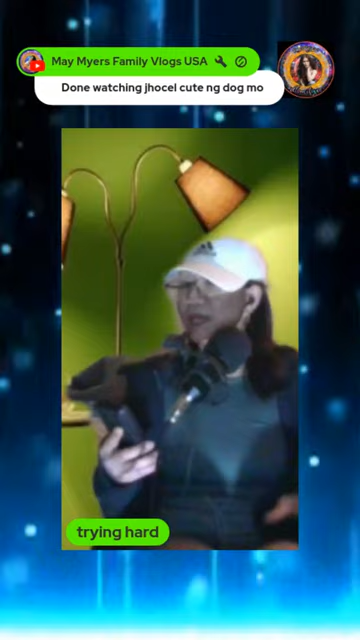 May Myers Family Vlogs USA
Done watching jhocel cute ng dog mo
trying hard